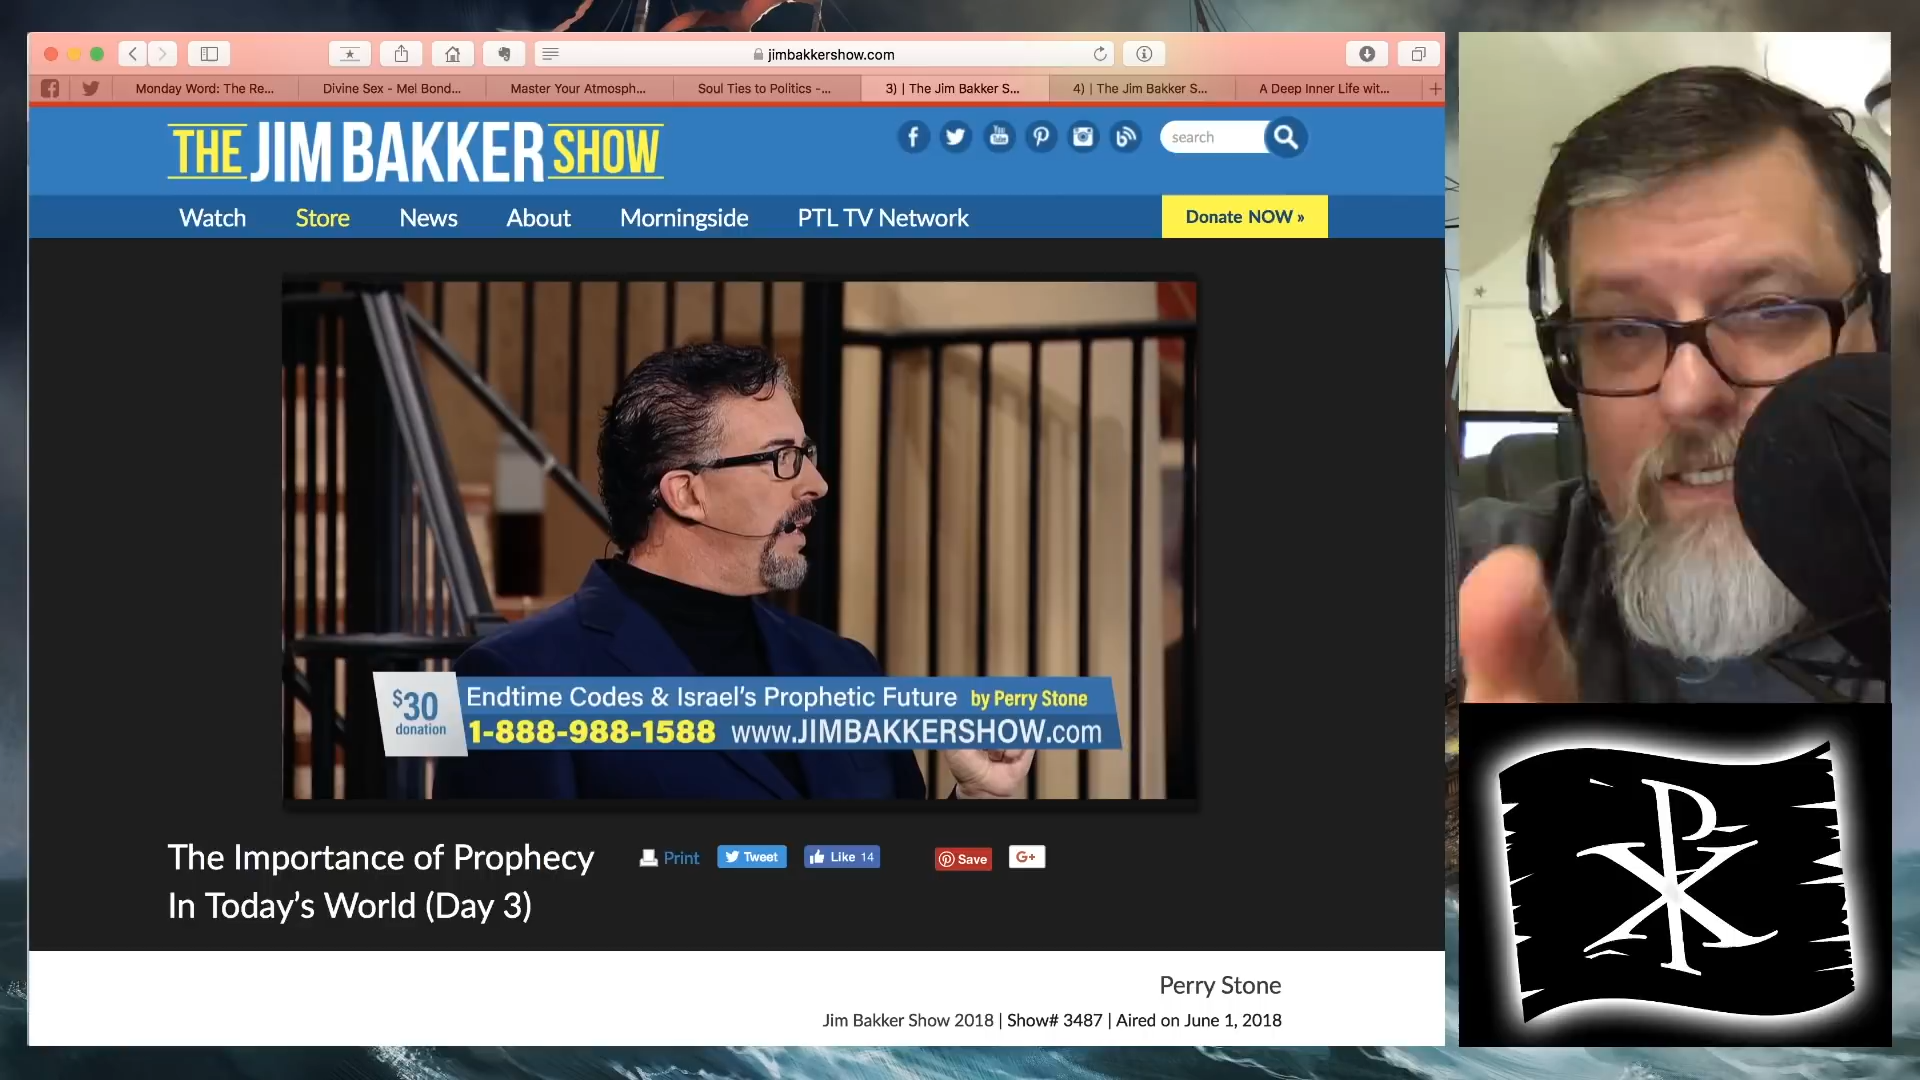 jimbakkershow.com
Monday Word: The Re...
Divine Sex - Mel Bond...
Master Your Atmosph...
Soul Ties to Politics -...
3) | The Jim Bakker S...
4) | The Jim Bakker S...
A Deep Inner Life wit...
THE JIM BAKKER SHOW
You Tube
search
Watch Store News About Morningside PTL TV Network Donate NOW »
$30 donation
Endtime Codes & Israel's Prophetic Future by Perry Stone
1-888-988-1588 www.JIMBAKKERSHOW.com
The Importance of Prophecy
In Today's World (Day 3)
Print Tweet Like 14 Save G+
Perry Stone
Jim Bakker Show 2018 | Show# 3487 | Aired on June 1, 2018